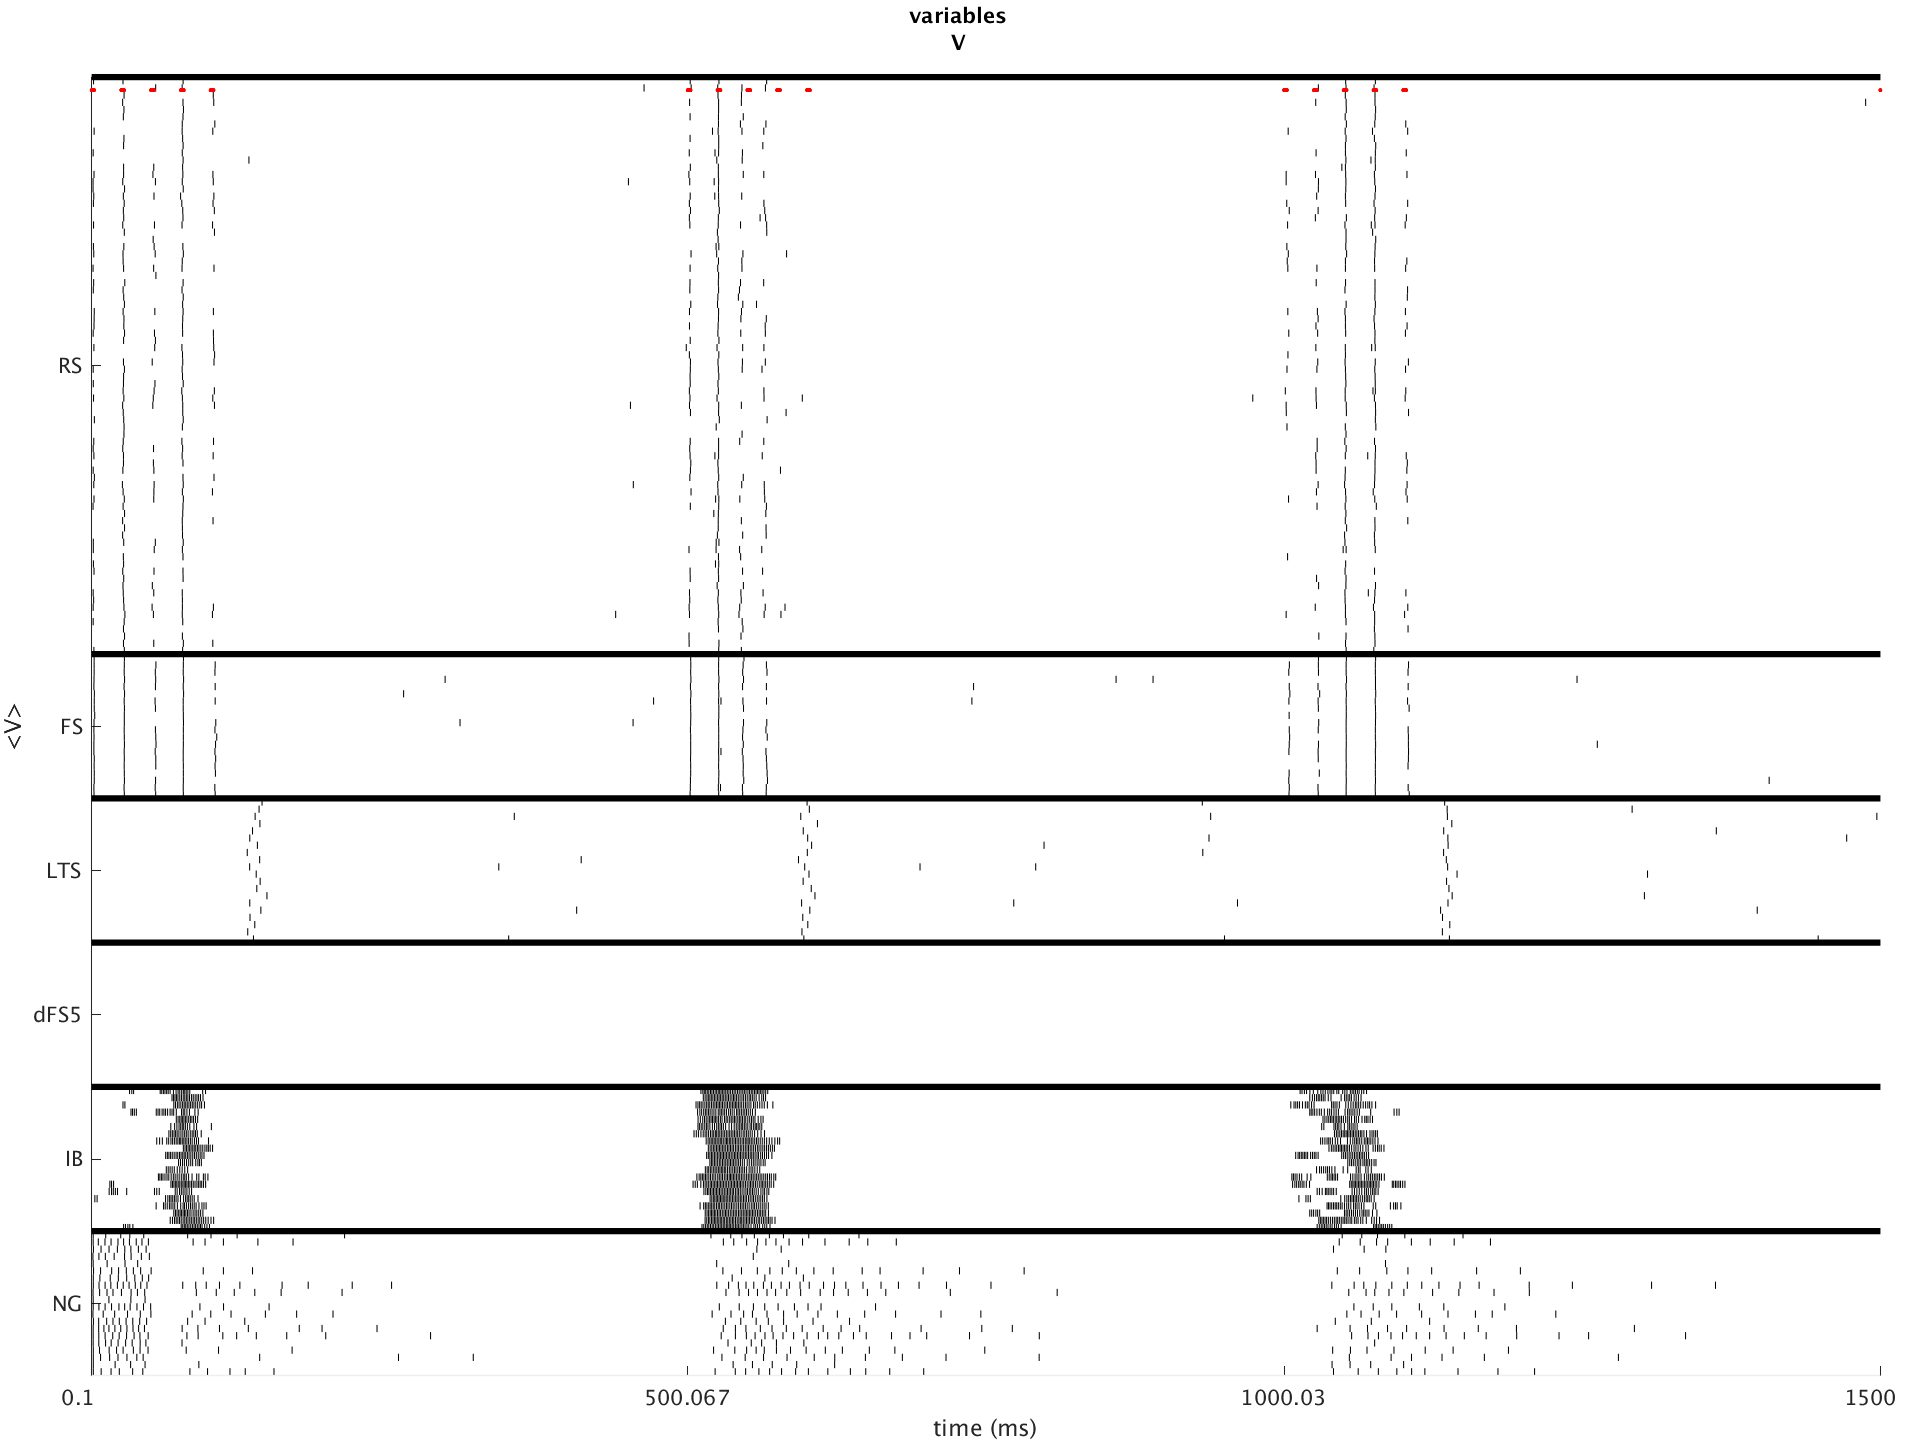 variables
V
RS
FS
<V>
LTS
dFS5
IB
NG
0.1
500.067
1000.03
1500
time (ms)